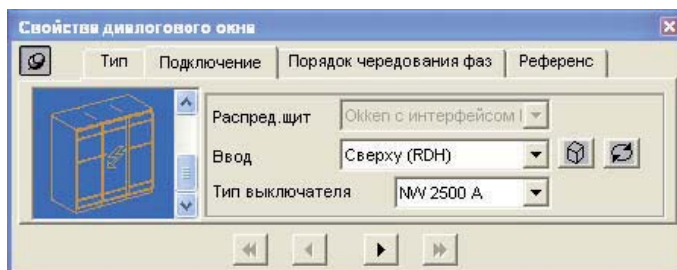 Свойства диалогового окна
Тип Подключение Порядок чередования фаз Референс
Распред.щит Okken с интерфейсом
Ввод Сверху (RDH)
Тип выключателя NW 2500 A